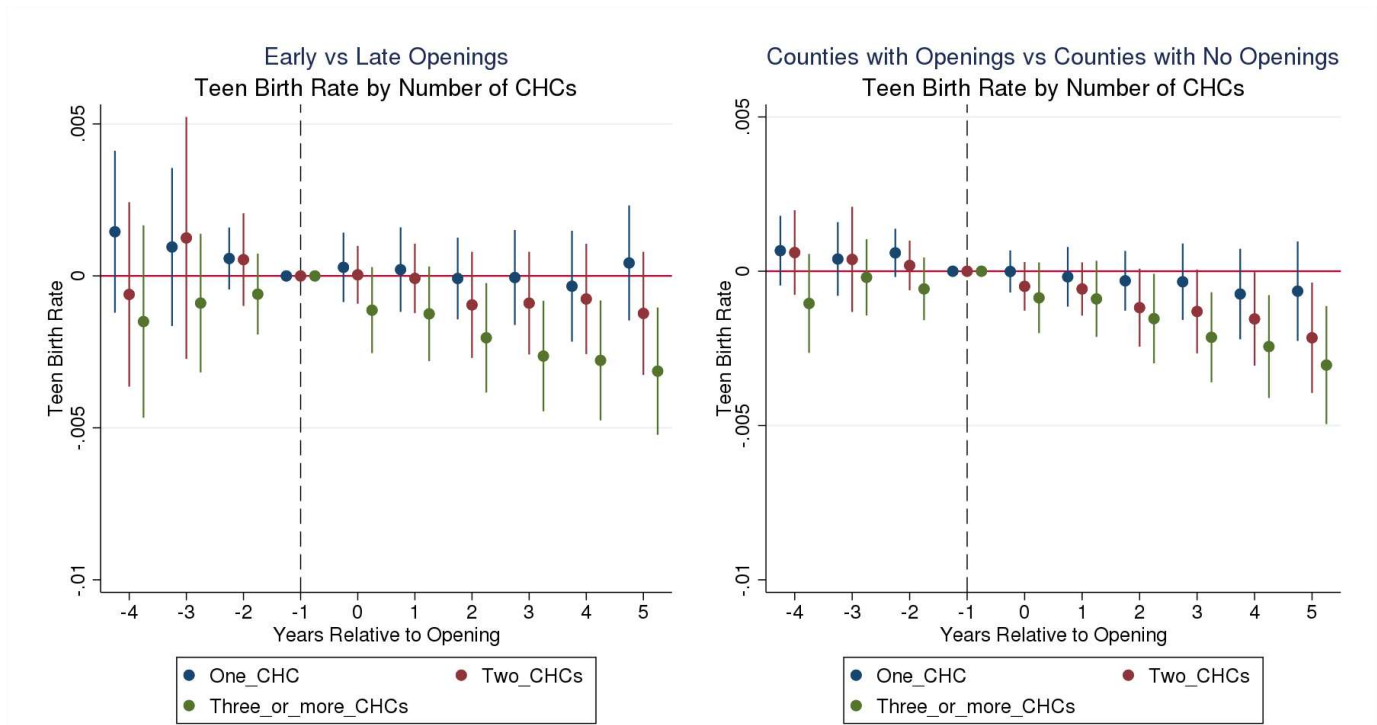 Early vs Late Openings
Teen Birth Rate by Number of CHCs
Teen Birth Rate
.005
0
-.005
-.01
-4 -3 -2 -1 0 1 2 3 4 5
Years Relative to Opening
One_CHC Two_CHCs
Three_or_more_CHCs
Counties with Openings vs Counties with No Openings
Teen Birth Rate by Number of CHCs
Teen Birth Rate
.005
0
-.005
-.01
-4 -3 -2 -1 0 1 2 3 4 5
Years Relative to Opening
One_CHC Two_CHCs
Three_or_more_CHCs